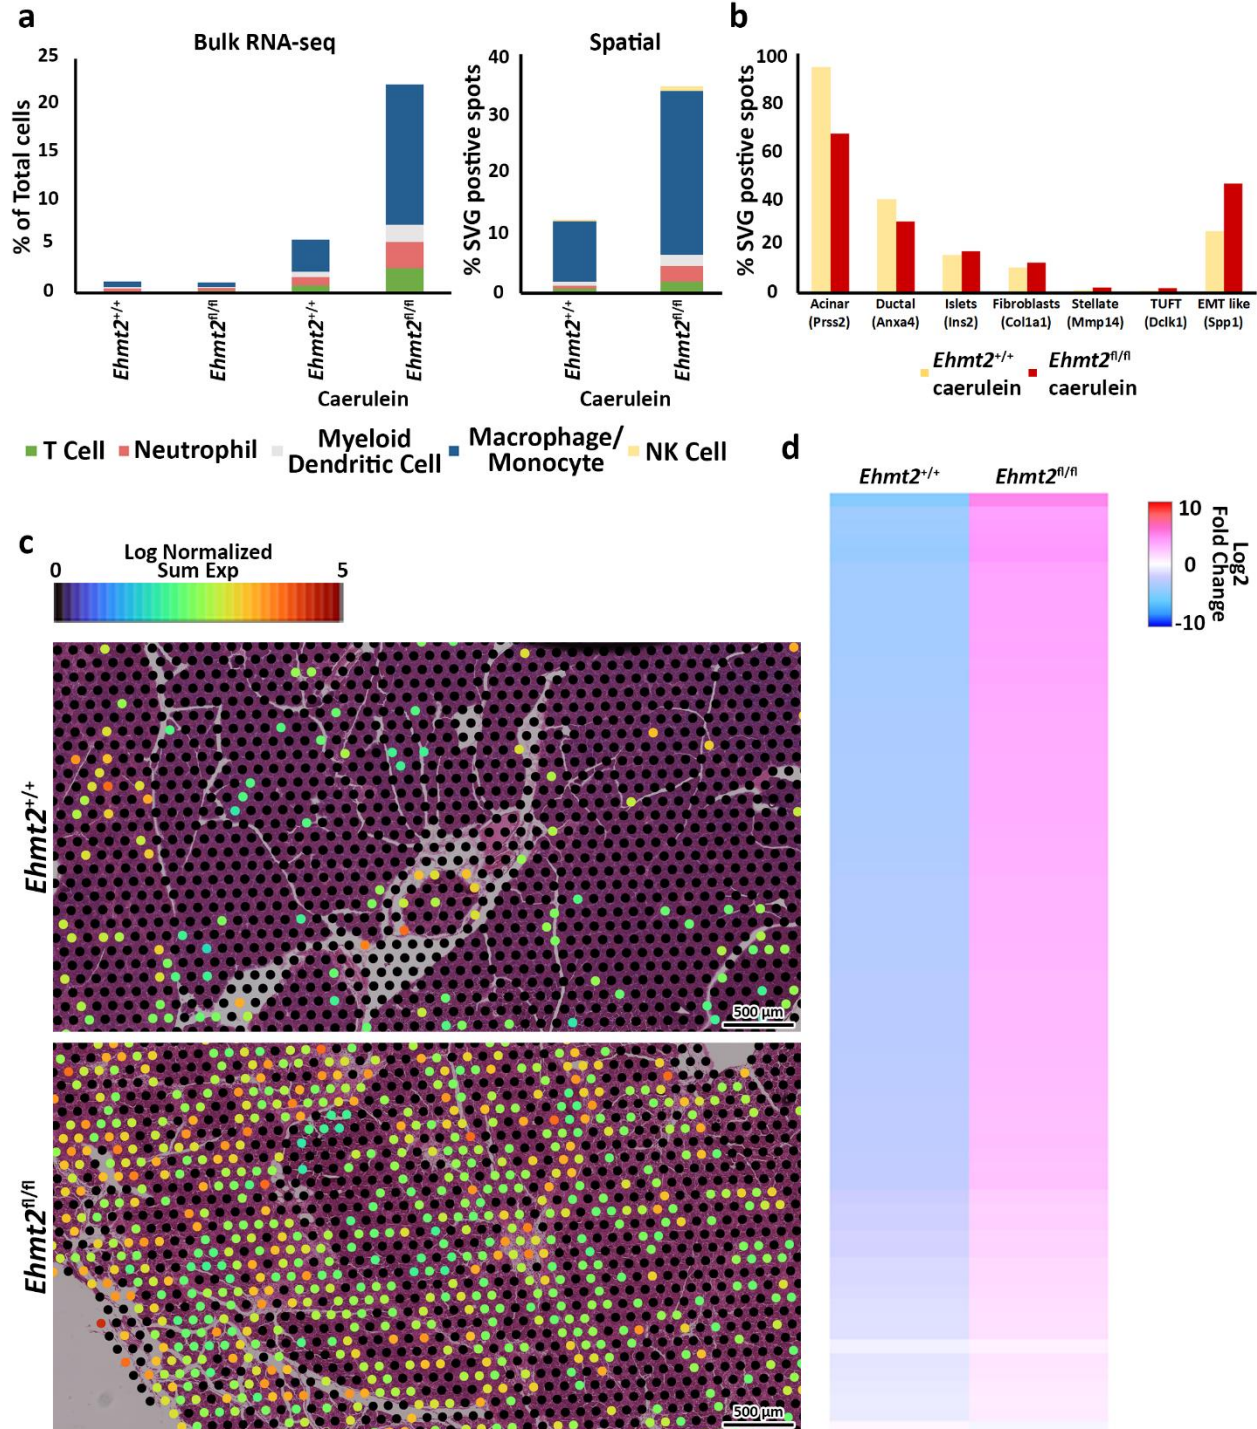 a
Bulk RNA-seq
% of Total cells
25
20
15
10
5
0
Ehmt2+/+
Ehmt2fl/fl
Ehmt2+/+
Ehmt2fl/fl
Caerulein
Spatial
% SVG postive spots
40
30
20
10
0
Ehmt2+/+
Ehmt2fl/fl
Caerulein
T Cell
Neutrophil
Myeloid
Dendritic Cell
Macrophage/
Monocyte
NK Cell
b
% SVG postive spots
100
80
60
40
20
0
Acinar
(Prss2)
Ductal
(Anxa4)
Islets
(Ins2)
Fibroblasts
(Col1a1)
Stellate
(Mmp14)
TUFT
(Dclk1)
EMT like
(Spp1)
Ehmt2+/+
caerulein
Ehmt2fl/fl
caerulein
c
Log Normalized
Sum Exp
0
5
Ehmt2+/+
500 µm
Ehmt2fl/fl
500 µm
d
Ehmt2+/+
Ehmt2fl/fl
10
0
-10
Log2
Fold Change